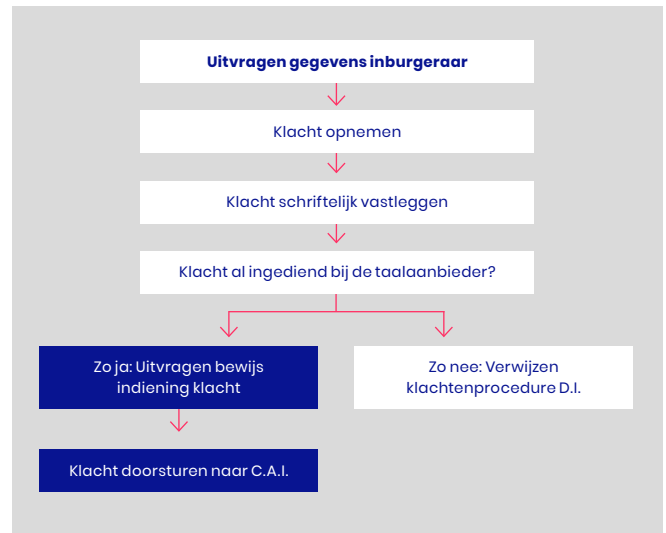 Uitvragen gegevens inburgeraar
Klacht opnemen
Klacht schriftelijk vastleggen
Klacht al ingediend bij de taalaanbieder?
Zo ja: Uitvragen bewijs
indiening klacht
Zo nee: Verwijzen
klachtenprocedure D.I.
Klacht doorsturen naar C.A.I.